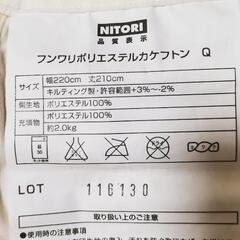 NITORI
品質表示
フンワリポリエステルカケフトン Q
サイズ 幅220cm 丈210cm
キルティング製・許容範囲+3%～-2%
側生地 ポリエステル100%
充填物 ポリエステル100%
約2.0kg
LOT 116130
取り扱い上のご注意
●使用時の注意